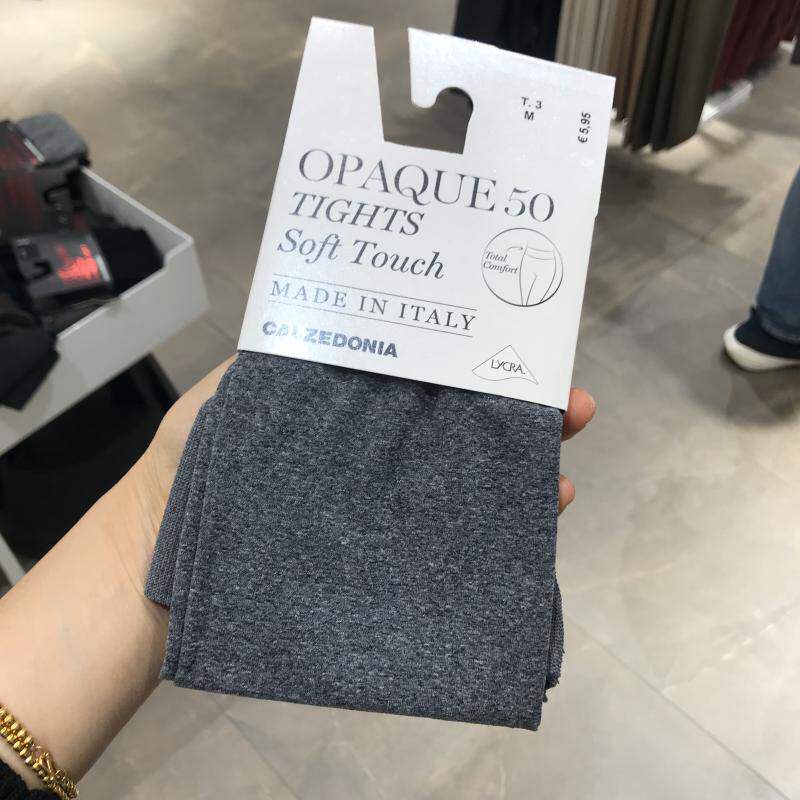 T. 3
M
€ 5,95
OPAQUE 50
TIGHTS
Soft Touch
Total
Comfort
MADE IN ITALY
CALZEDONIA
LYCRA.